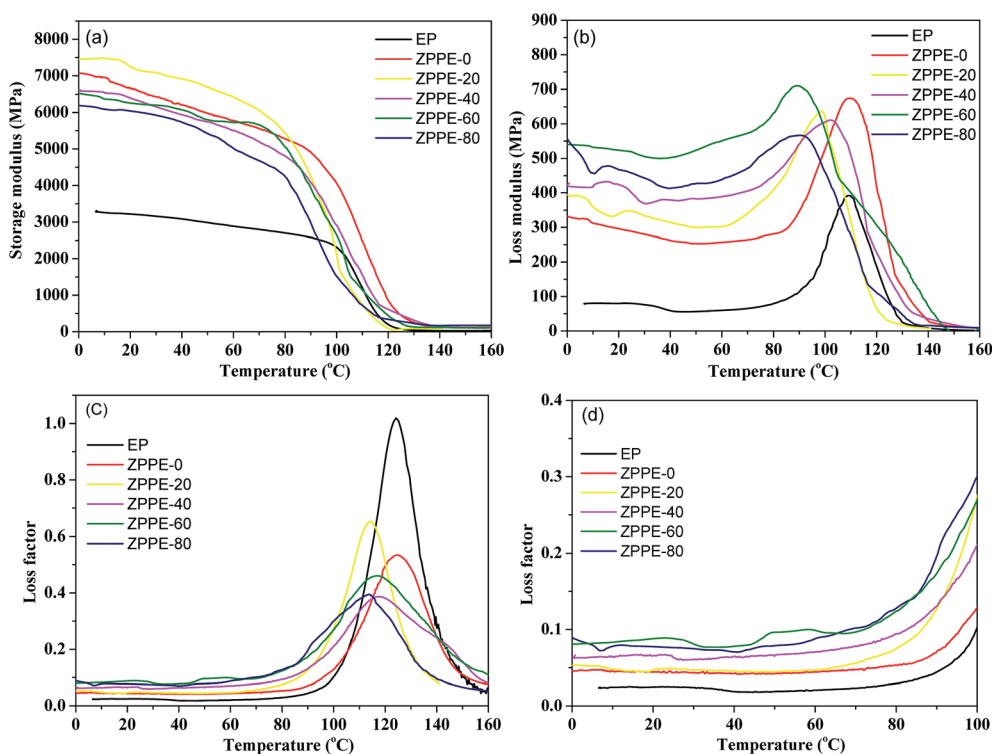 (a)
EP
ZPPE-0
ZPPE-20
ZPPE-40
ZPPE-60
ZPPE-80
8000
7000
6000
5000
4000
3000
2000
1000
0
Storage modulus (MPa)
0 20 40 60 80 100 120 140 160
Temperature (°C)
(b)
EP
ZPPE-0
ZPPE-20
ZPPE-40
ZPPE-60
ZPPE-80
900
800
700
600
500
400
300
200
100
0
Loss modulus (MPa)
0 20 40 60 80 100 120 140 160
Temperature (°C)
(C)
EP
ZPPE-0
ZPPE-20
ZPPE-40
ZPPE-60
ZPPE-80
1.0
0.8
0.6
0.4
0.2
0.0
Loss factor
0 20 40 60 80 100 120 140 160
Temperature (°C)
(d)
EP
ZPPE-0
ZPPE-20
ZPPE-40
ZPPE-60
ZPPE-80
0.4
0.3
0.2
0.1
0.0
Loss factor
0 20 40 60 80 100
Temperature (°C)